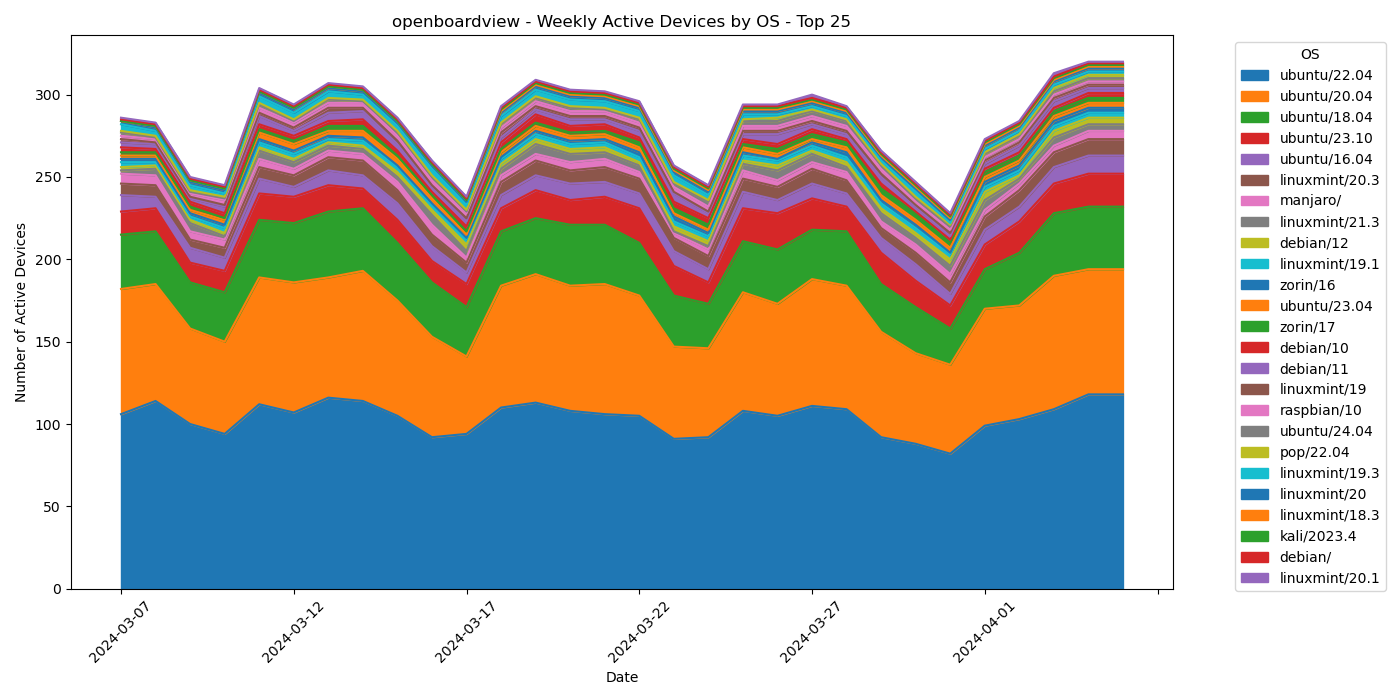 openboardview - Weekly Active Devices by OS - Top 25
Number of Active Devices
300
250
200
150
100
50
0
2024-03-07
2024-03-12
2024-03-17
2024-03-22
2024-03-27
2024-04-01
Date
OS
ubuntu/22.04
ubuntu/20.04
ubuntu/18.04
ubuntu/23.10
ubuntu/16.04
linuxmint/20.3
manjaro/
linuxmint/21.3
debian/12
linuxmint/19.1
zorin/16
ubuntu/23.04
zorin/17
debian/10
debian/11
linuxmint/19
raspbian/10
ubuntu/24.04
pop/22.04
linuxmint/19.3
linuxmint/20
linuxmint/18.3
kali/2023.4
debian/
linuxmint/20.1